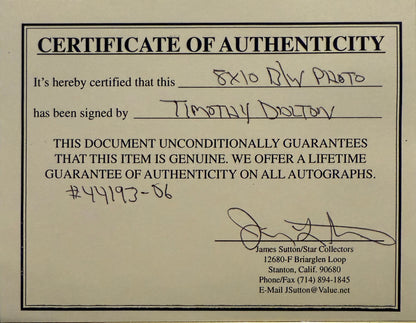 CERTIFICATE OF AUTHENTICITY
It's hereby certified that this 8X10 B/W PHOTO
has been signed by TIMOTHY DALTON
THIS DOCUMENT UNCONDITIONALLY GUARANTEES
THAT THIS ITEM IS GENUINE. WE OFFER A LIFETIME
GUARANTEE OF AUTHENTICITY ON ALL AUTOGRAPHS.
#44193-06
James Sutton/Star Collectors
12680-F Briarglen Loop
Stanton, Calif. 90680
Phone/Fax (714) 894-1845
E-Mail JSutton@Value.net